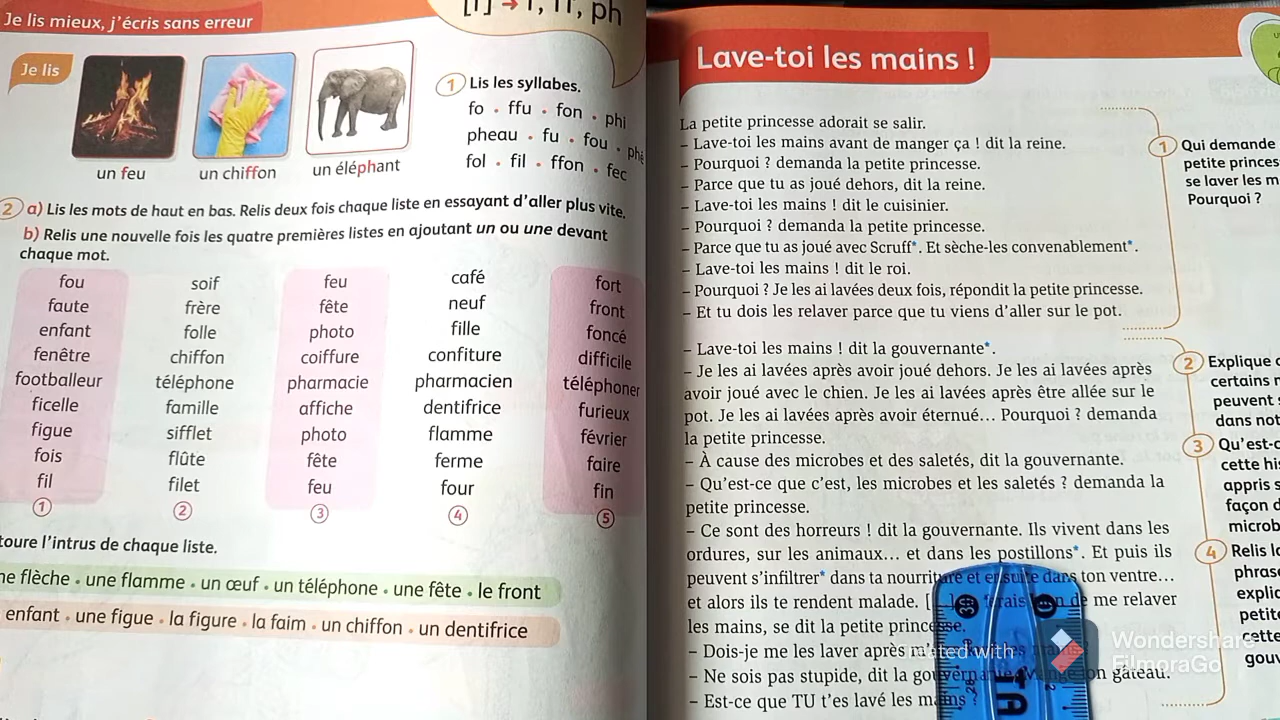 Je lis mieux, j'écris sans erreur
[f] → f, ff, ph
Je lis
un feu
un chiffon
un éléphant
1 Lis les syllabes.
fo • ffu • fon • phi
pheau • fu • fou •
fol • fil • ffon • fec
2 a) Lis les mots de haut en bas. Relis deux fois chaque liste en essayant d'aller plus vite.
b) Relis une nouvelle fois les quatre premières listes en ajoutant un ou une devant
chaque mot.
fou
faute
enfant
fenêtre
footballeur
ficelle
figue
fois
fil
1
soif
frère
folle
chiffon
téléphone
famille
sifflet
flûte
filet
2
feu
fête
photo
coiffure
pharmacie
affiche
photo
fête
feu
3
café
neuf
fille
confiture
pharmacien
dentifrice
flamme
ferme
four
4
fort
front
foncé
difficile
téléphoner
furieux
février
faire
fin
5
toure l'intrus de chaque liste.
ne flèche • une flamme • un œuf • un téléphone • une fête • le front
enfant • une figue • la figure • la faim • un chiffon • un dentifrice
Lave-toi les mains !
La petite princesse adorait se salir.
– Lave-toi les mains avant de manger ça ! dit la reine.
– Pourquoi ? demanda la petite princesse.
– Parce que tu as joué dehors, dit la reine.
– Lave-toi les mains ! dit le cuisinier.
– Pourquoi ? demanda la petite princesse.
– Parce que tu as joué avec Scruff*. Et sèche-les convenablement*.
– Lave-toi les mains ! dit le roi.
– Pourquoi ? Je les ai lavées deux fois, répondit la petite princesse.
– Et tu dois les relaver parce que tu viens d'aller sur le pot.
– Lave-toi les mains ! dit la gouvernante*.
– Je les ai lavées après avoir joué dehors. Je les ai lavées après
avoir joué avec le chien. Je les ai lavées après être allée sur le
pot. Je les ai lavées après avoir éternué… Pourquoi ? demanda
la petite princesse.
– À cause des microbes et des saletés, dit la gouvernante.
– Qu'est-ce que c'est, les microbes et les saletés ? demanda la
petite princesse.
– Ce sont des horreurs ! dit la gouvernante. Ils vivent dans les
ordures, sur les animaux… et dans les postillons*. Et puis ils
peuvent s'infiltrer* dans ta nourriture et ensuite dans ton ventre…
et alors ils te rendent malade. de me relaver
les mains, se dit la petite princesse.
– Dois-je me les laver après
– Ne sois pas stupide, dit la gouvernante. Mange ton gâteau.
– Est-ce que TU t'es lavé les mains ?
1 Qui demande
petite princes
se laver les m
Pourquoi ?
2 Explique
certains
peuvent
dans not
3 Qu'est-c
cette his
appris s
façon d
microb
4 Relis la
phrase
expliq
petite
cette
gouv
created with
Wondershare
FilmoraGo